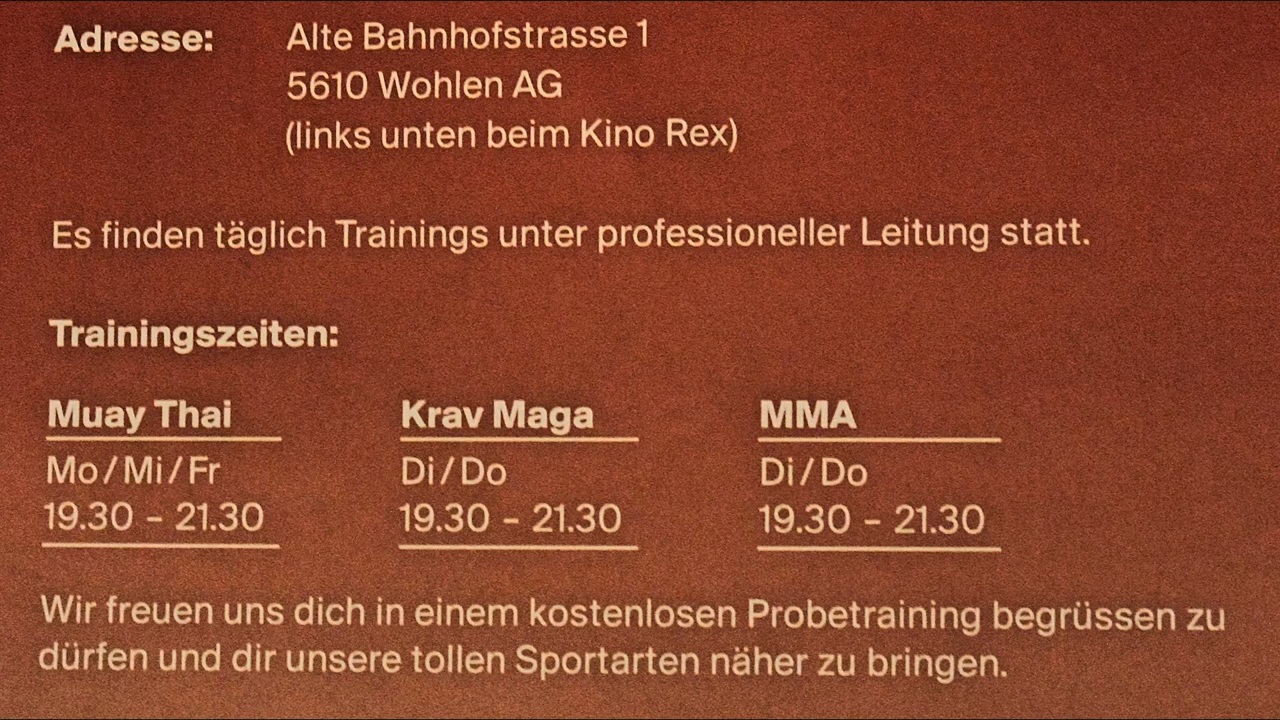 Adresse: Alte Bahnhofstrasse 1
5610 Wohlen AG
(links unten beim Kino Rex)
Es finden täglich Trainings unter professioneller Leitung statt.
Trainingszeiten:
Muay Thai Krav Maga MMA
Mo/Mi/Fr Di/Do Di/Do
19.30 – 21.30 19.30 – 21.30 19.30 – 21.30
Wir freuen uns dich in einem kostenlosen Probetraining begrüssen zu
dürfen und dir unsere tollen Sportarten näher zu bringen.